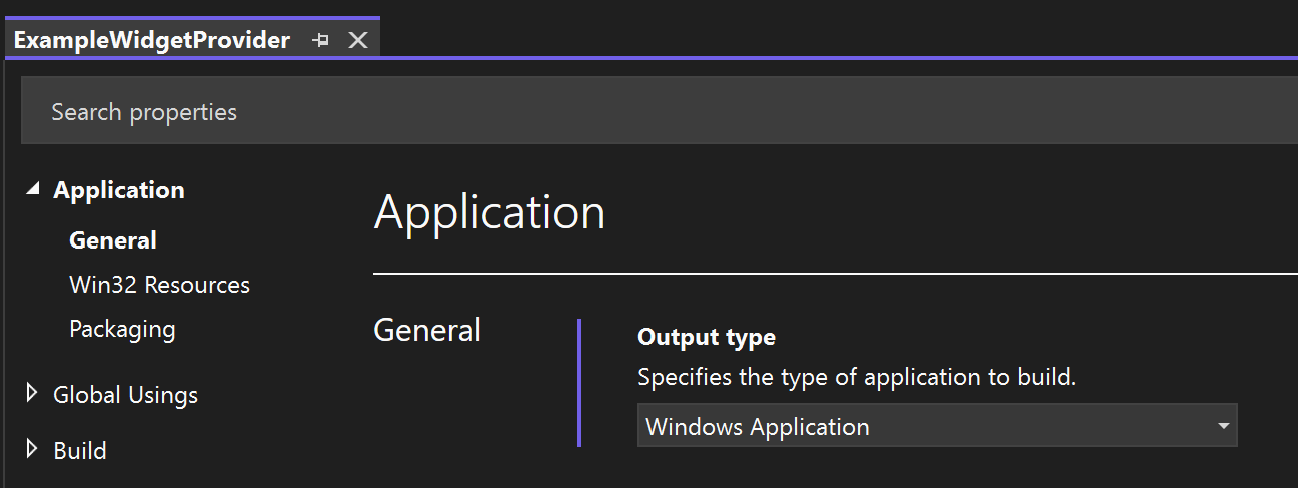 ExampleWidgetProvider
Search properties
Application
General
Win32 Resources
Packaging
Global Usings
Build
Application
General
Output type
Specifies the type of application to build.
Windows Application